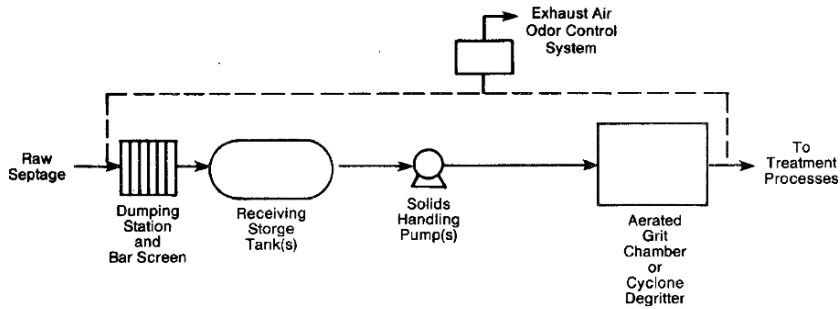 Exhaust Air
Odor Control
System
Raw
Septage
To
Treatment
Processes
Dumping
Station
and
Bar Screen
Receiving
Storge
Tank(s)
Solids
Handling
Pump(s)
Aerated
Grit
Chamber
or
Cyclone
Degritter